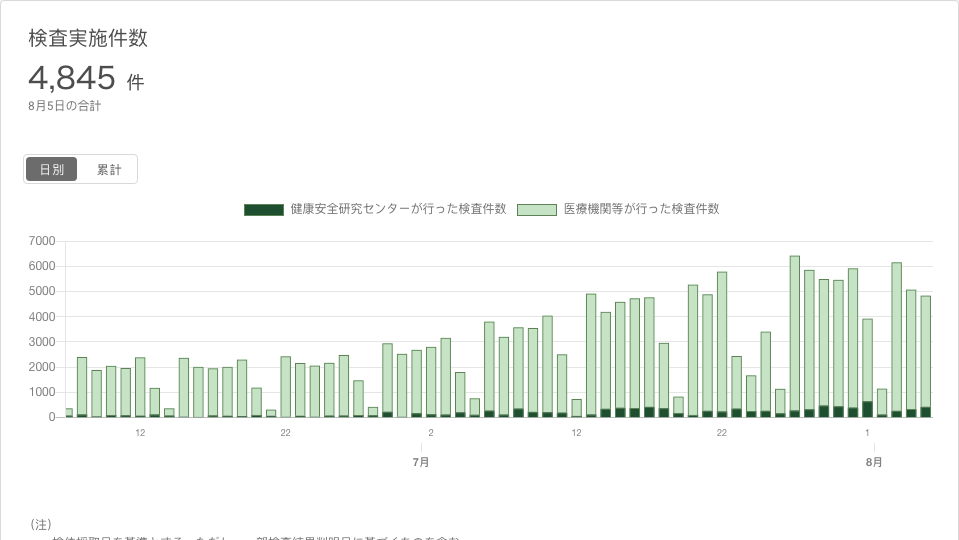 検査実施件数
4,845 件
8月5日の合計
日別 累計
健康安全研究センターが行った検査件数 医療機関等が行った検査件数
7000
6000
5000
4000
3000
2000
1000
0
12 22 2 12 22 1
7月 8月
(注)